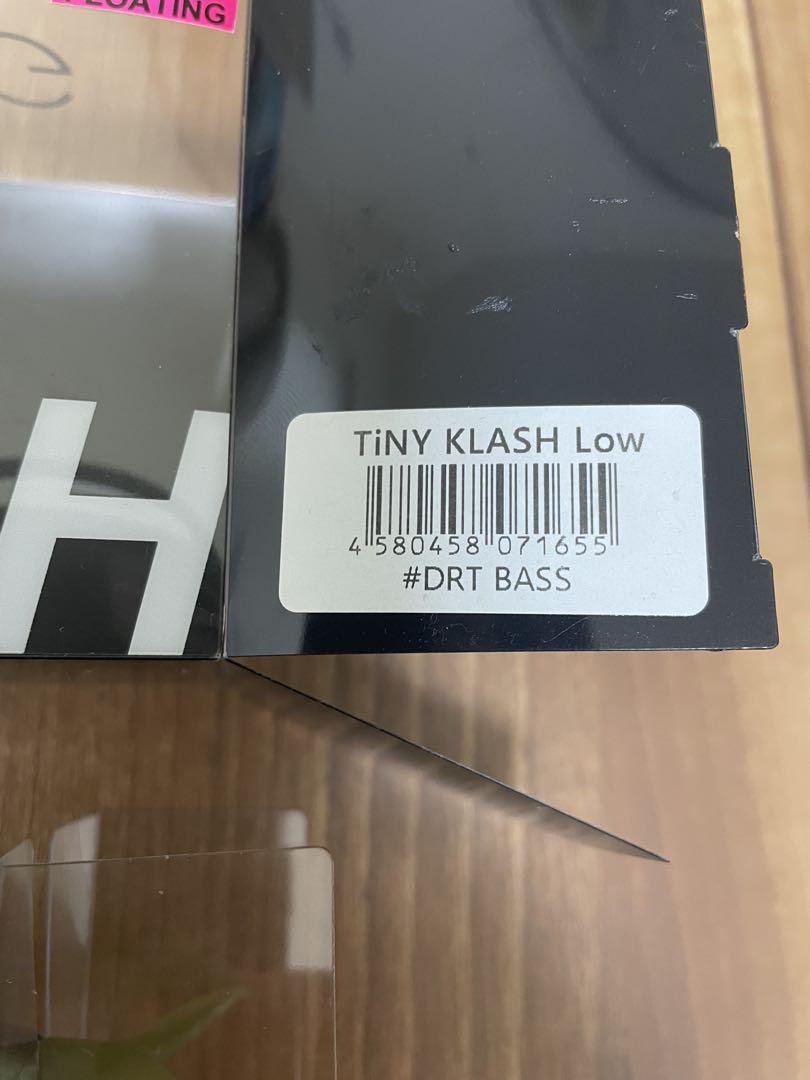 FLOATING
e
H
TiNY KLASH Low
4 580458 071655
#DRT BASS